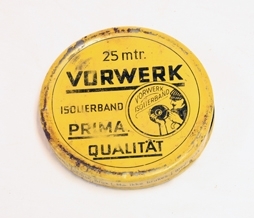 25 mtr.
VORWERK
ISOLIERBAND
VORWERK
ISOLIERBAND
PRIMA
QUALITÄT